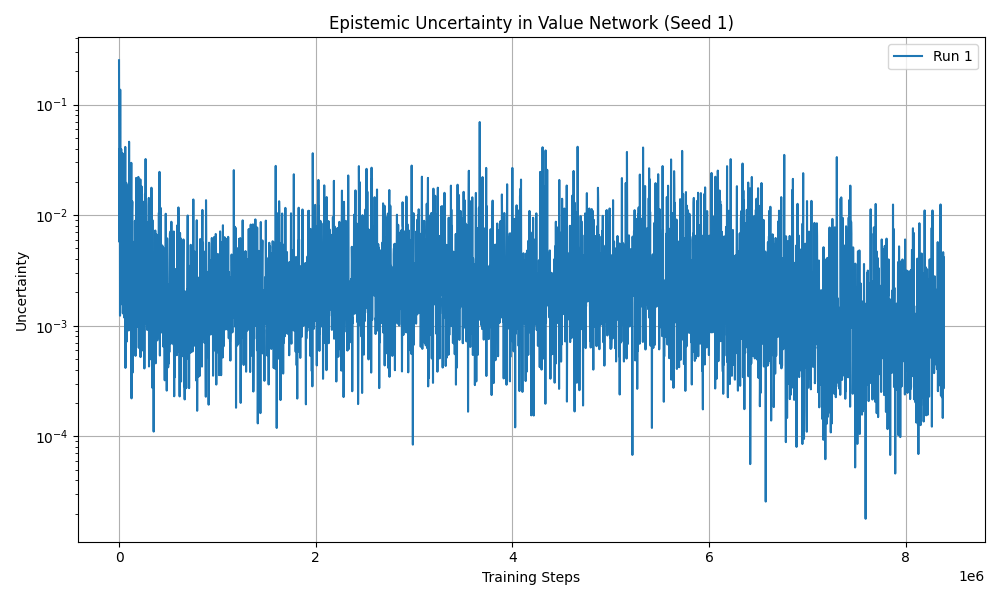 Epistemic Uncertainty in Value Network (Seed 1)
Run 1
Uncertainty
10⁻¹
10⁻²
10⁻³
10⁻⁴
0 2 4 6 8
1e6
Training Steps